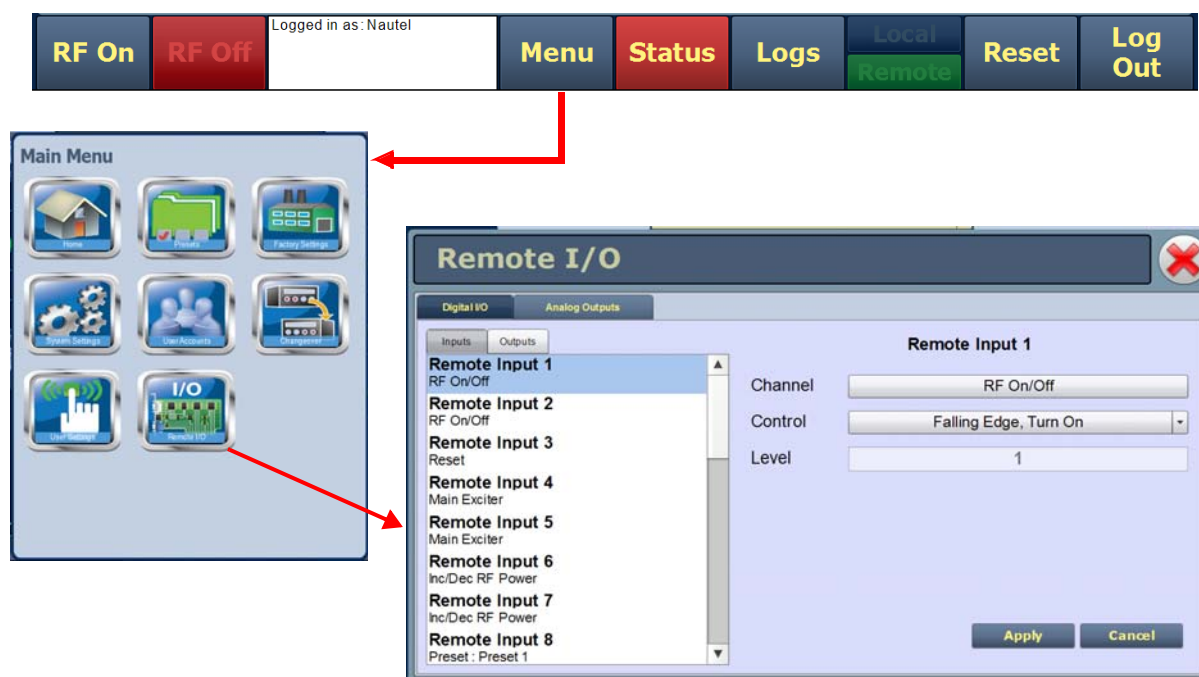 RF On
RF Off
Logged in as: Nautel
Menu
Status
Logs
Local
Remote
Reset
Log
Out
Main Menu
Home
Presets
Factory Settings
System Settings
User Accounts
Changeover
User Settings
I/O
Remote I/O
Remote I/O
Digital I/O
Analog Outputs
Inputs
Outputs
Remote Input 1
RF On/Off
Remote Input 2
RF On/Off
Remote Input 3
Reset
Remote Input 4
Main Exciter
Remote Input 5
Main Exciter
Remote Input 6
Inc/Dec RF Power
Remote Input 7
Inc/Dec RF Power
Remote Input 8
Preset : Preset 1
Remote Input 1
Channel
RF On/Off
Control
Falling Edge, Turn On
Level
1
Apply
Cancel